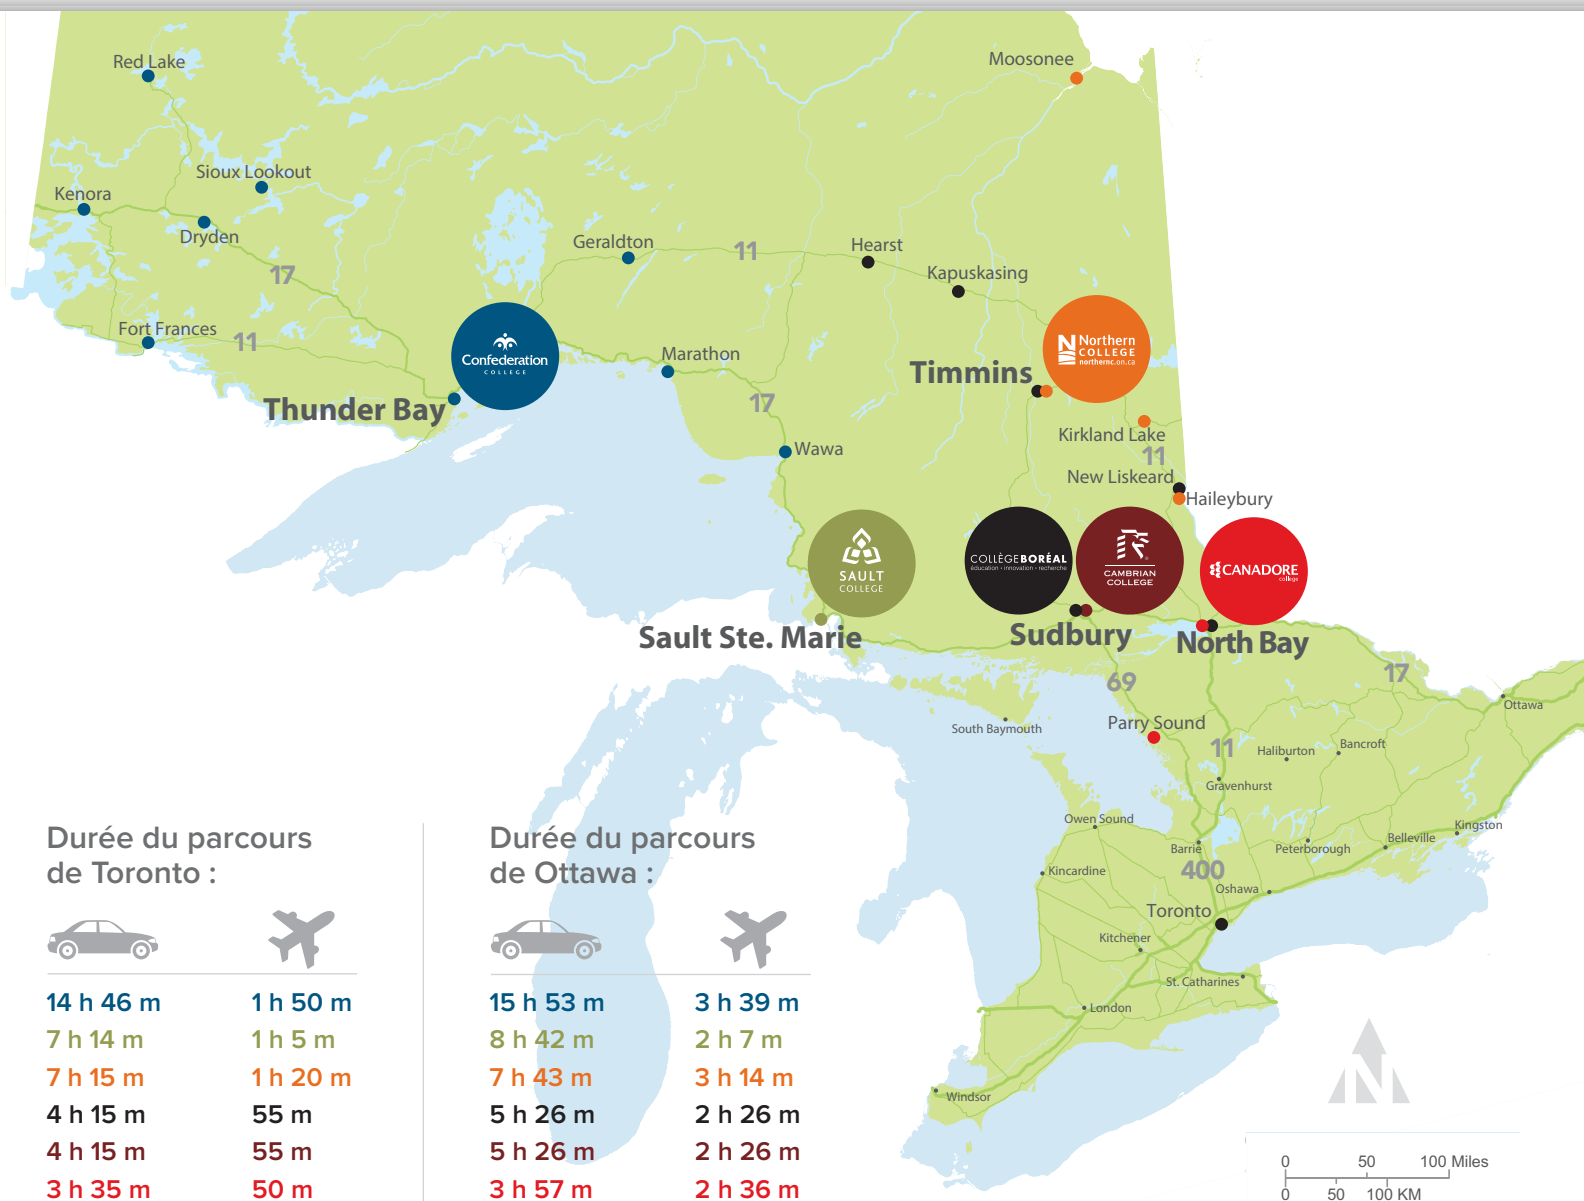 Red Lake
Moosonee
Sioux Lookout
Kenora
Dryden
Geraldton
11
Hearst
17
Kapuskasing
Fort Frances
11
Confederation
COLLEGE
Marathon
Northern
COLLEGE
northernc.on.ca
Timmins
Thunder Bay
17
Kirkland Lake
11
Wawa
New Liskeard
Haileybury
SAULT
COLLEGE
COLLÈGE BORÉAL
éducation • innovation • recherche
CAMBRIAN
COLLEGE
CANADORE
college
Sault Ste. Marie
Sudbury
North Bay
69
17
Ottawa
South Baymouth
Parry Sound
11
Haliburton
Bancroft
Gravenhurst
Owen Sound
Barrie
Peterborough
Belleville
Kingston
400
Kincardine
Oshawa
Toronto
Kitchener
St. Catharines
London
Windsor
Durée du parcours
de Toronto :
14 h 46 m 1 h 50 m
7 h 14 m 1 h 5 m
7 h 15 m 1 h 20 m
4 h 15 m 55 m
4 h 15 m 55 m
3 h 35 m 50 m
Durée du parcours
de Ottawa :
15 h 53 m 3 h 39 m
8 h 42 m 2 h 7 m
7 h 43 m 3 h 14 m
5 h 26 m 2 h 26 m
5 h 26 m 2 h 26 m
3 h 57 m 2 h 36 m
N
0 50 100 Miles
0 50 100 KM